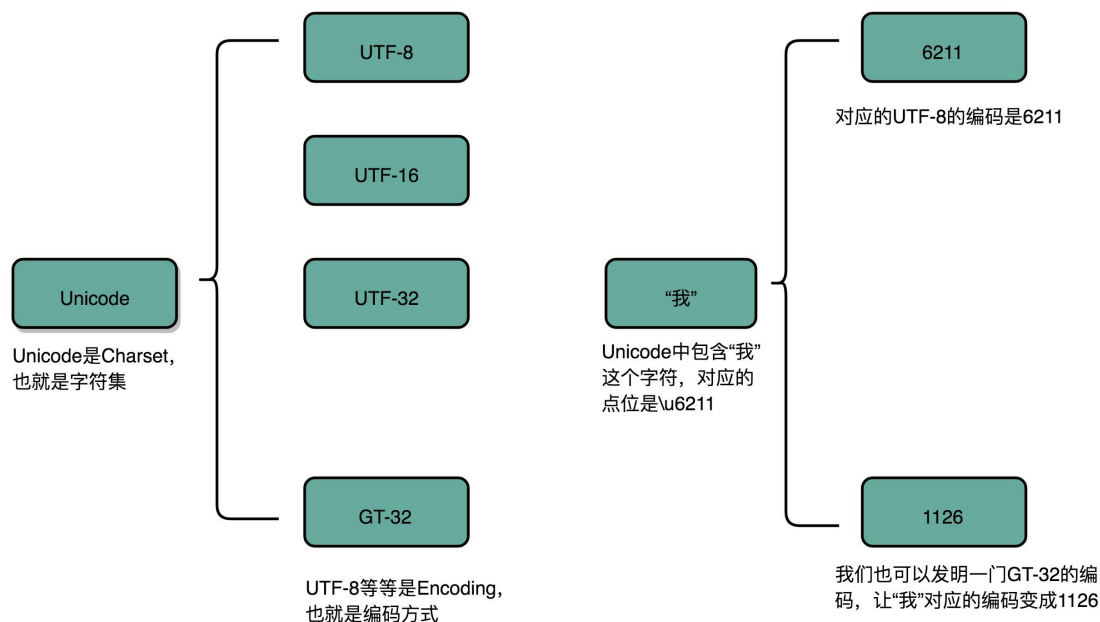 UTF-8
UTF-16
UTF-32
Unicode
Unicode是Charset，
也就是字符集
GT-32
UTF-8等等是Encoding，
也就是编码方式
6211
对应的UTF-8的编码是6211
“我”
Unicode中包含“我”
这个字符，对应的
点位是\u6211
1126
我们也可以发明一门GT-32的编
码，让“我”对应的编码变成1126